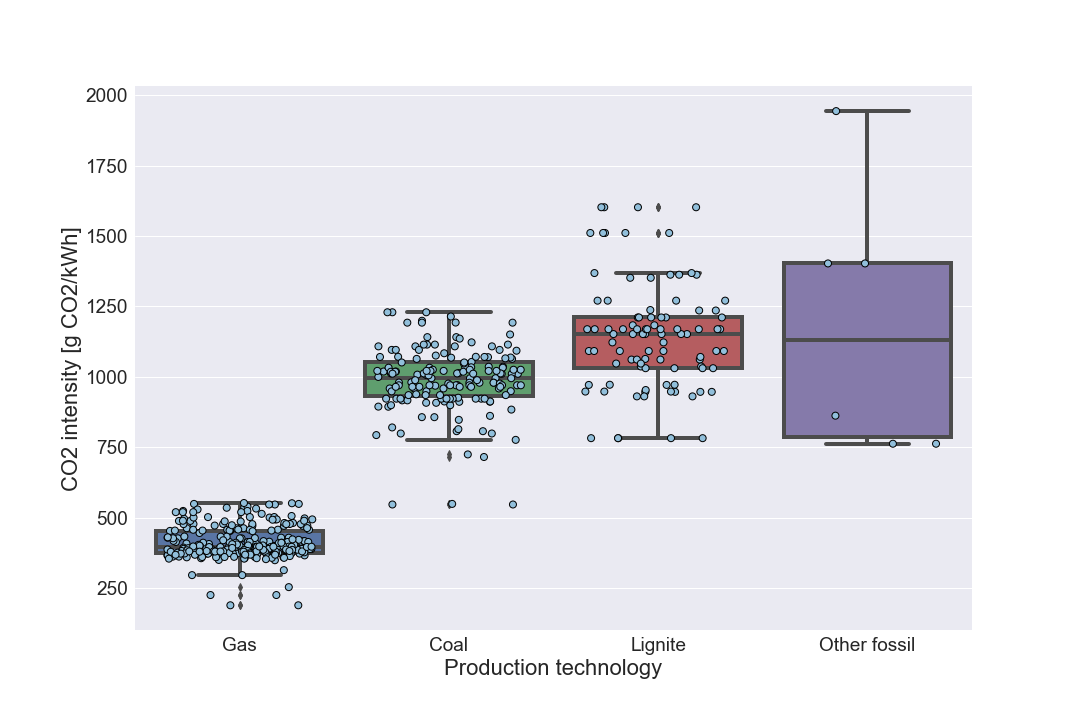 2000
1750
1500
1250
1000
750
500
250
CO2 intensity [g CO2/kWh]
Gas Coal Lignite Other fossil
Production technology